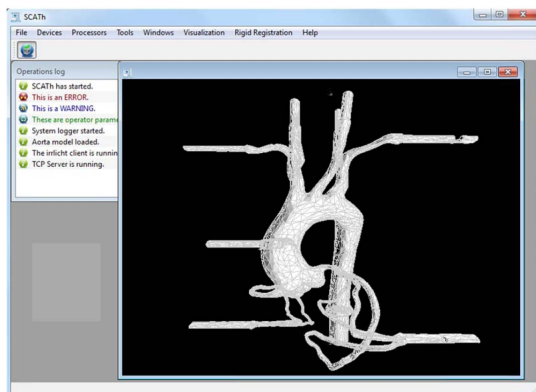 SCATh
File Devices Processors Tools Windows Visualization Rigid Registration Help
Operations log
SCATh has started.
This is an ERROR.
This is a WARNING.
These are operator param
System logger started.
Aorta model loaded.
The irrlicht client is runnin
TCP Server is running.